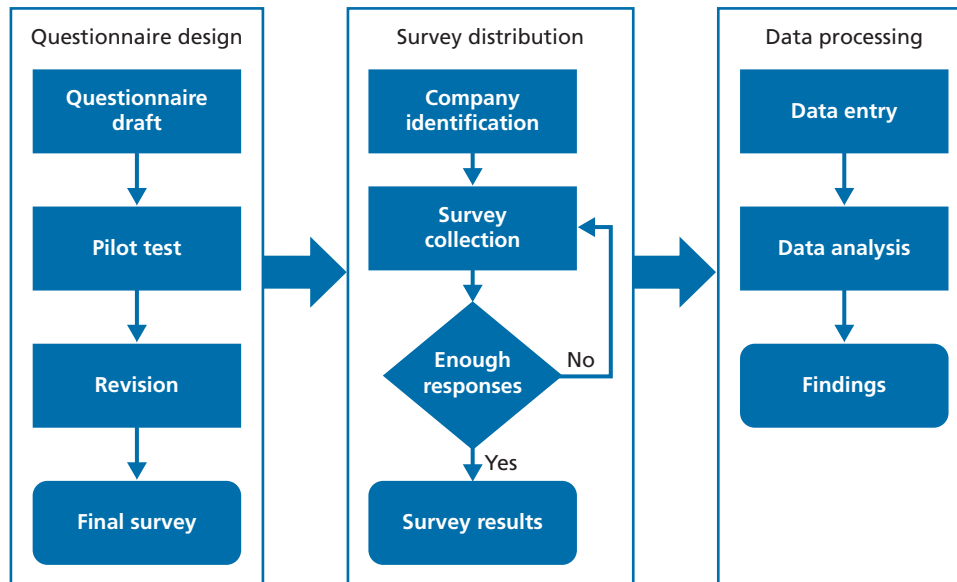 Questionnaire design
Questionnaire
draft
Pilot test
Revision
Final survey
Survey distribution
Company
identification
Survey
collection
Enough
responses
No
Yes
Survey results
Data processing
Data entry
Data analysis
Findings